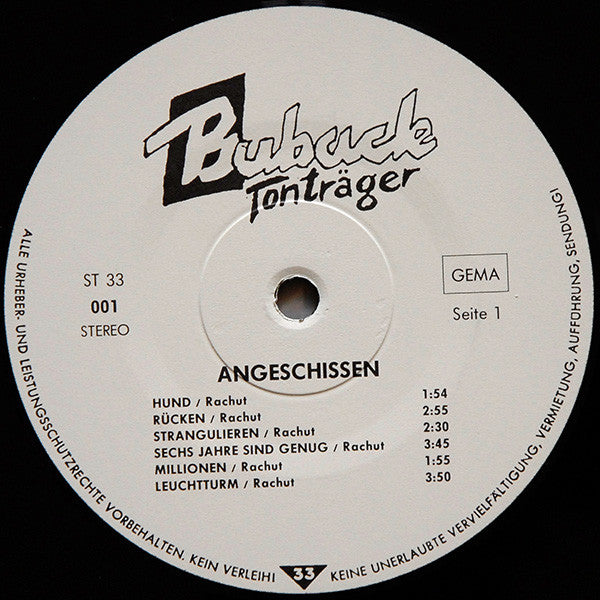 Buback
Tonträger
ST 33
001
STEREO
GEMA
Seite 1
ANGESCHISSEN
HUND / Rachut 1:54
RÜCKEN / Rachut 2:55
STRANGULIEREN / Rachut 2:30
SECHS JAHRE SIND GENUG / Rachut 3:45
MILLIONEN / Rachut 1:55
LEUCHTTURM / Rachut 3:50
ALLE URHEBER- UND LEISTUNGSSCHUTZRECHTE VORBEHALTEN. KEIN VERLEIH! 33 KEINE UNERLAUBTE VERVIELFÄLTIGUNG, VERMIETUNG, AUFFÜHRUNG, SENDUNG!